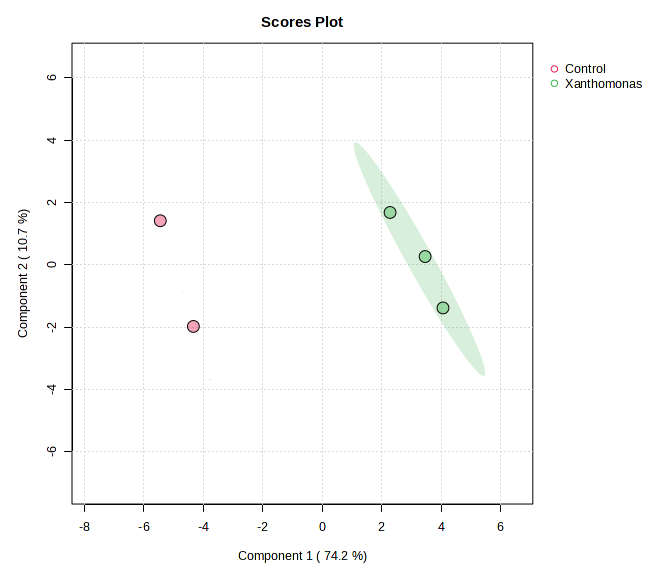 Scores Plot
Control
Xanthomonas
6
4
2
0
-2
-4
-6
Component 2 ( 10.7 %)
-8 -6 -4 -2 0 2 4 6
Component 1 ( 74.2 %)